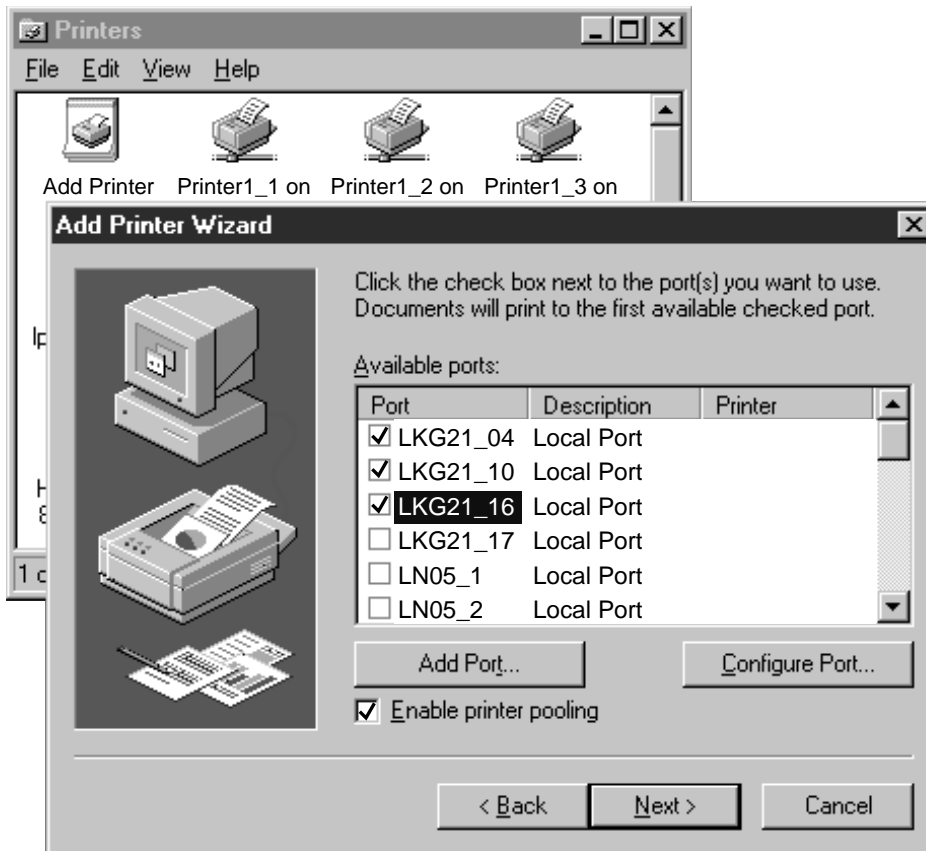 Printers
File Edit View Help
Add Printer Printer1_1 on Printer1_2 on Printer1_3 on
Add Printer Wizard
Click the check box next to the port(s) you want to use.
Documents will print to the first available checked port.
Available ports:
Port Description Printer
LKG21_04 Local Port
LKG21_10 Local Port
LKG21_16 Local Port
LKG21_17 Local Port
LN05_1 Local Port
LN05_2 Local Port
Add Port... Configure Port...
Enable printer pooling
< Back Next > Cancel